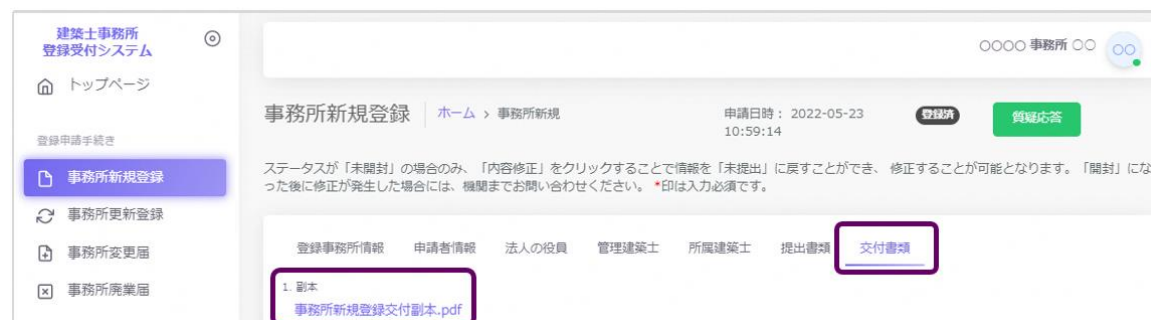 建築士事務所
登録受付システム
〇〇〇〇 事務所 〇〇
〇〇
トップページ
事務所新規登録
ホーム > 事務所新規
申請日時： 2022-05-23
10:59:14
登録済
質疑応答
登録申請手続き
事務所新規登録
ステータスが「未開封」の場合のみ、「内容修正」をクリックすることで情報を「未提出」に戻すことができ、 修正することが可能となります。「開封」にな
った後に修正が発生した場合には、機関までお問い合わせください。 *印は入力必須です。
事務所更新登録
事務所変更届
事務所廃業届
登録事務所情報
申請者情報
法人の役員
管理建築士
所属建築士
提出書類
交付書類
1. 副本
事務所新規登録交付副本.pdf